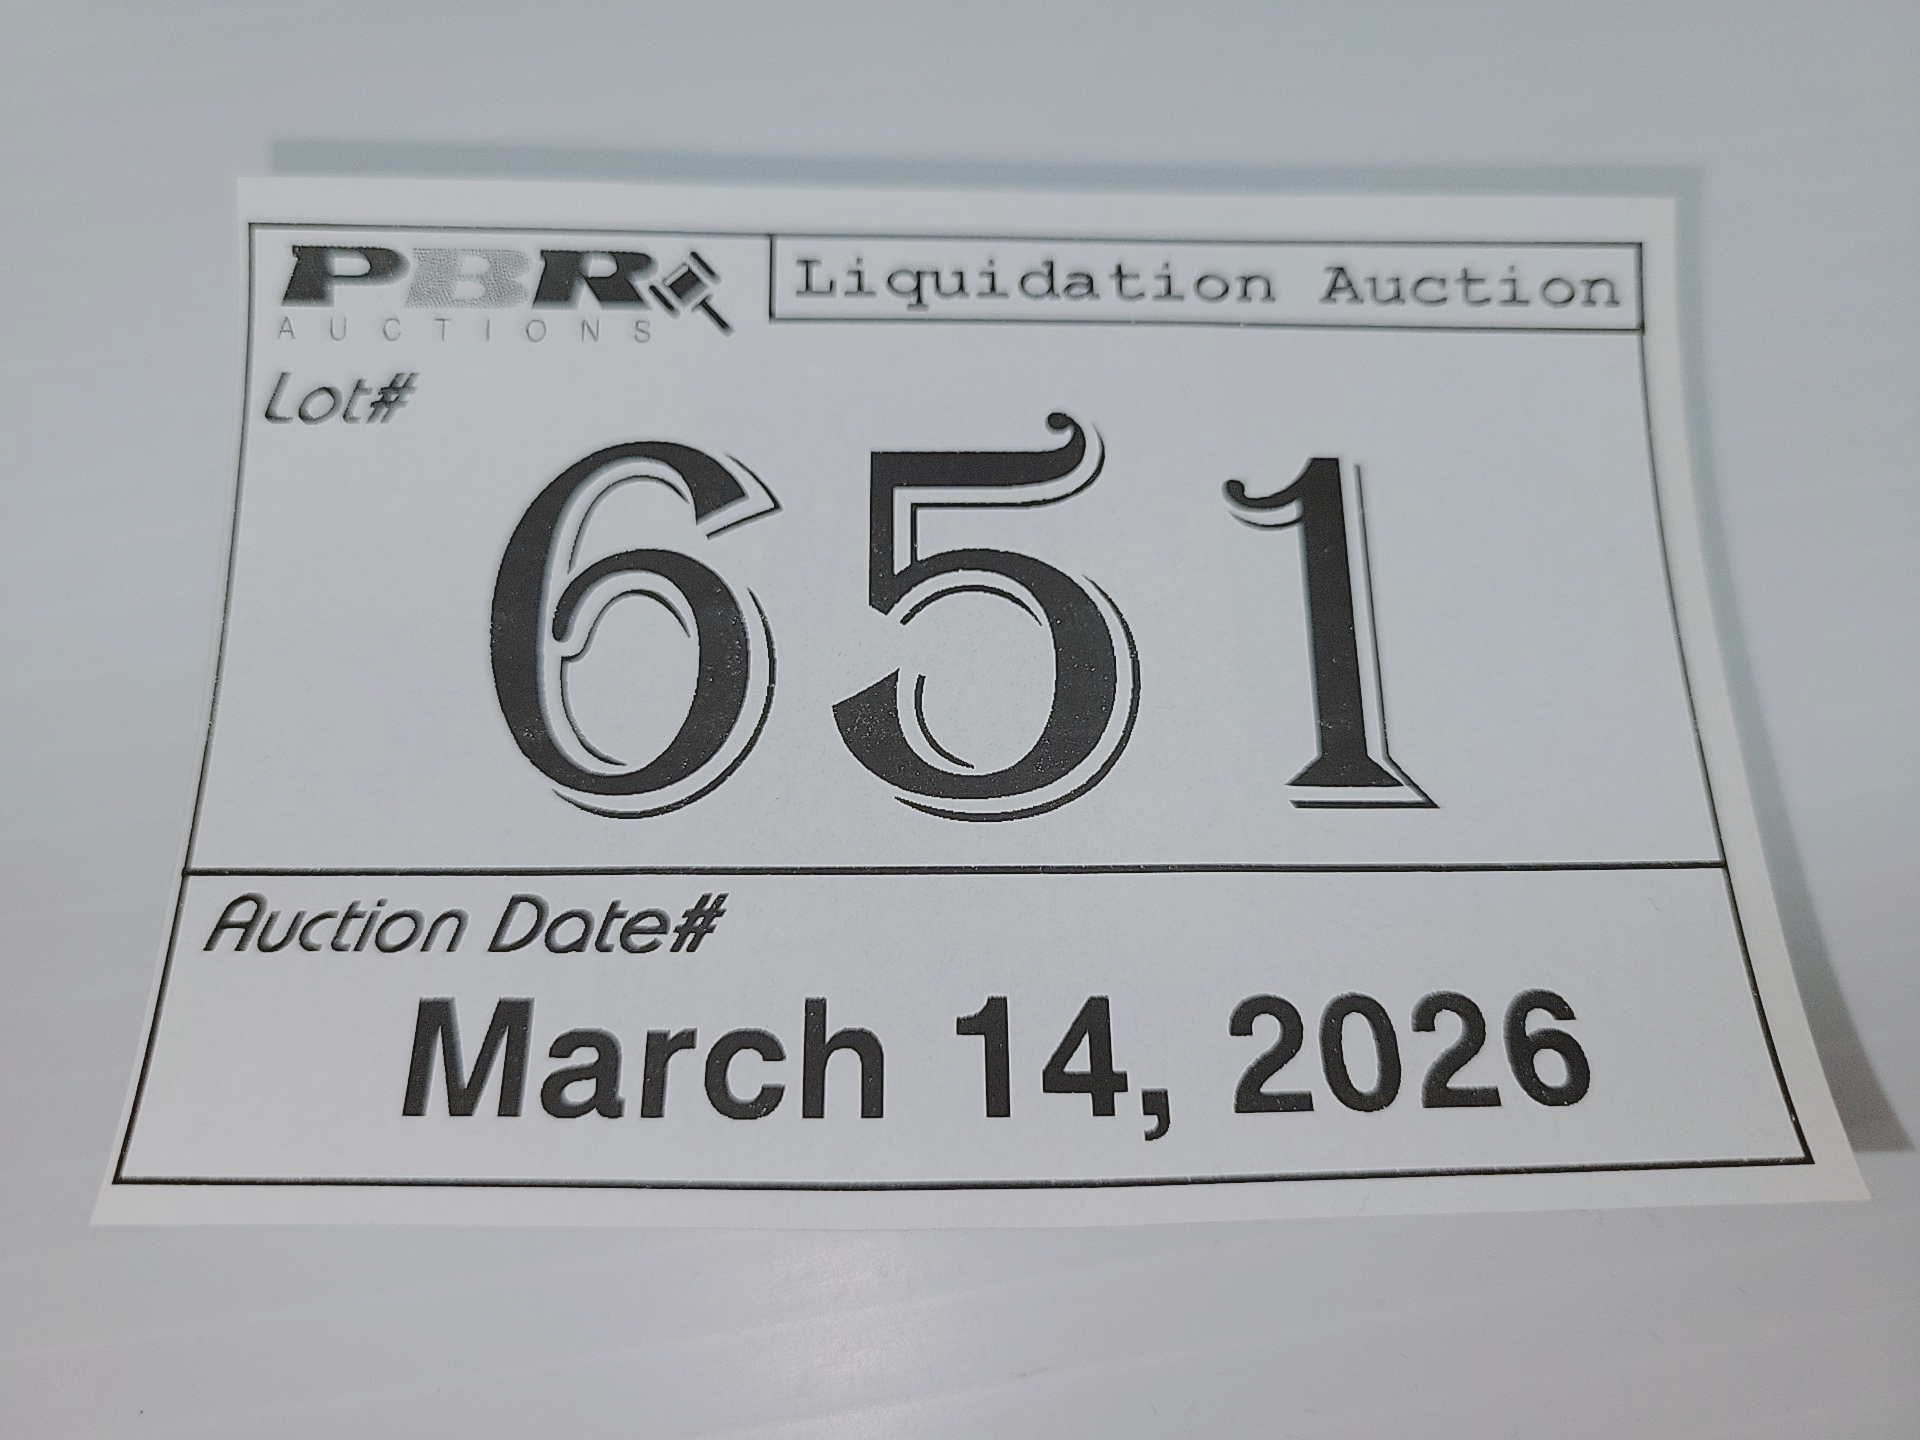 PBR
AUCTIONS
Liquidation Auction
Lot#
651
Auction Date#
March 14, 2026